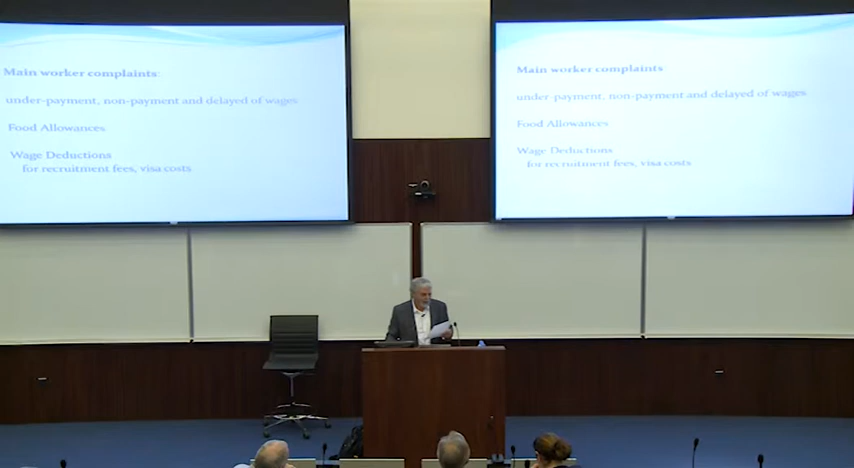 Main worker complaints:
under-payment, non-payment and delayed of wages
Food Allowances
Wage Deductions
for recruitment fees, visa costs
Main worker complaints
under-payment, non-payment and delayed of wages
Food Allowances
Wage Deductions
for recruitment fees, visa costs